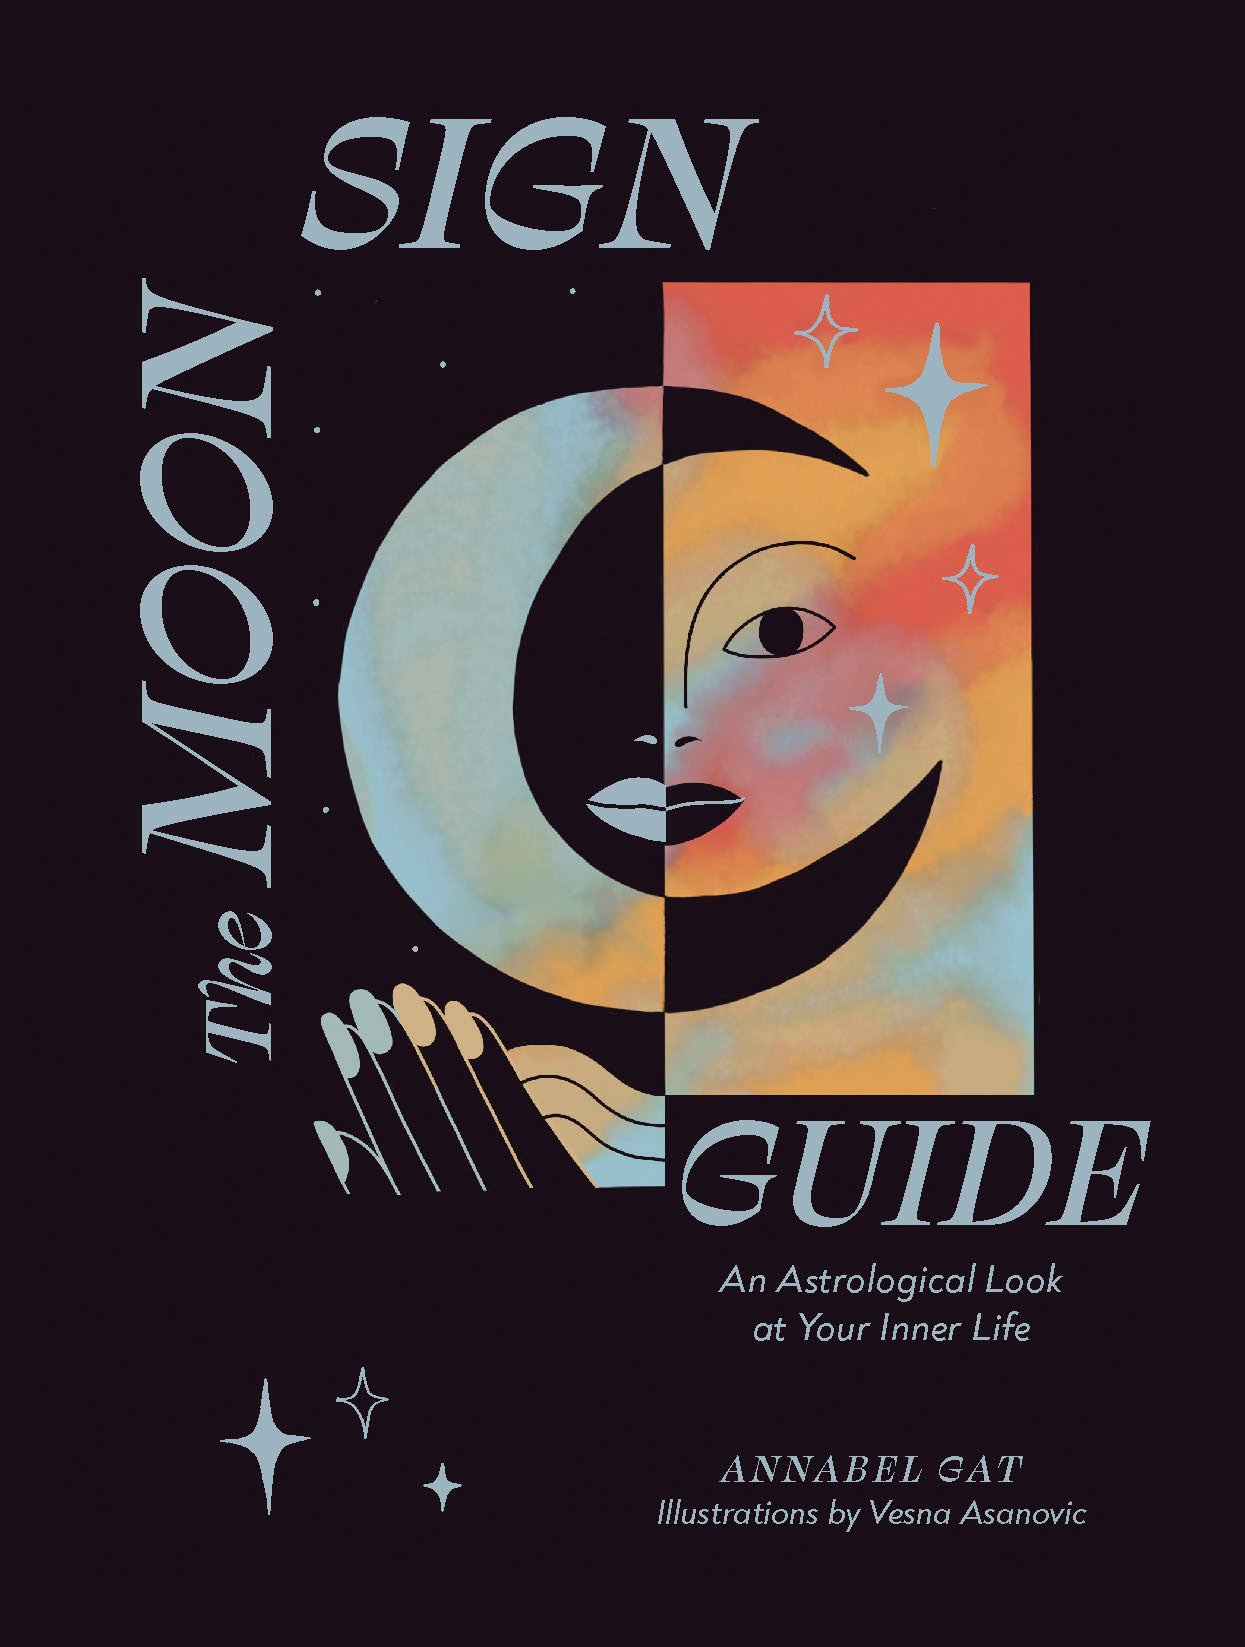 The MOON
SIGN
GUIDE
An Astrological Look
at Your Inner Life
ANNABEL GAT
Illustrations by Vesna Asanovic